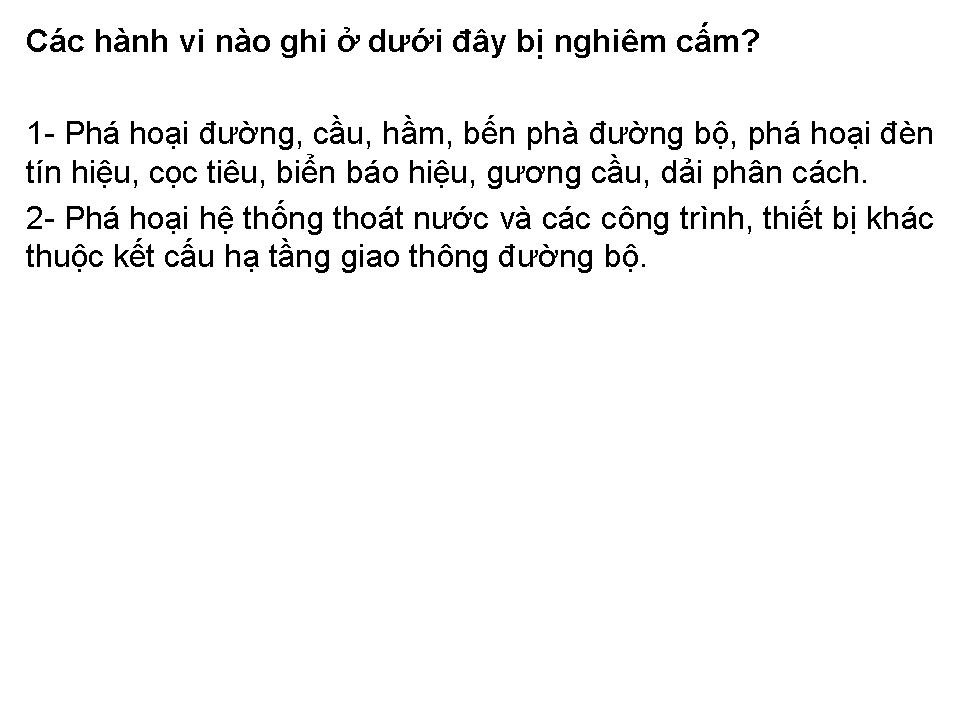 Các hành vi nào ghi ở dưới đây bị nghiêm cấm?
1- Phá hoại đường, cầu, hầm, bến phà đường bộ, phá hoại đèn
tín hiệu, cọc tiêu, biển báo hiệu, gương cầu, dải phân cách.
2- Phá hoại hệ thống thoát nước và các công trình, thiết bị khác
thuộc kết cấu hạ tầng giao thông đường bộ.